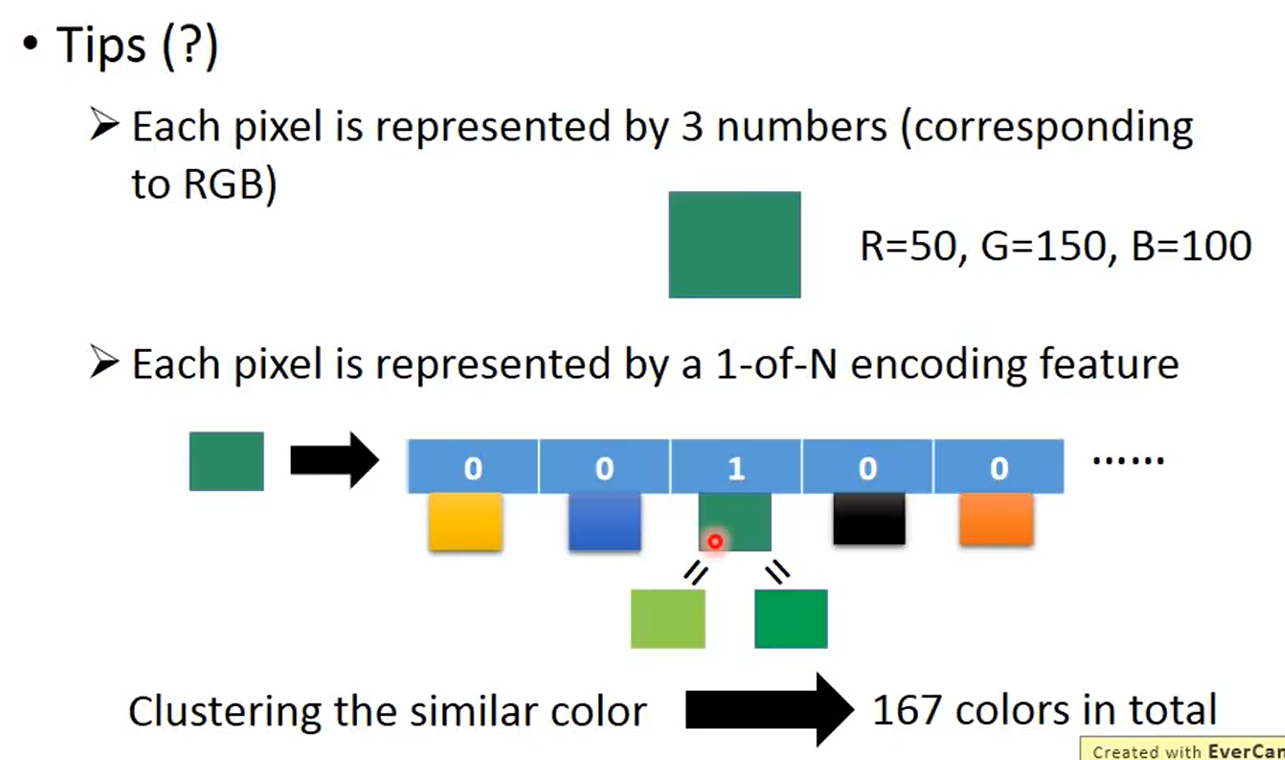 • Tips (?)
➢ Each pixel is represented by 3 numbers (corresponding
to RGB)
R=50, G=150, B=100
➢ Each pixel is represented by a 1-of-N encoding feature
0 0 1 0 0 ......
Clustering the similar color 167 colors in total
Created with EverCam